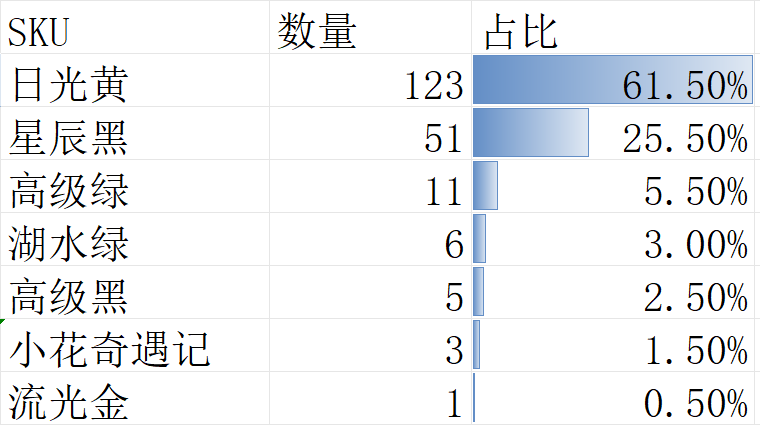 SKU 数量 占比
日光黄 123 61.50%
星辰黑 51 25.50%
高级绿 11 5.50%
湖水绿 6 3.00%
高级黑 5 2.50%
小花奇遇记 3 1.50%
流光金 1 0.50%